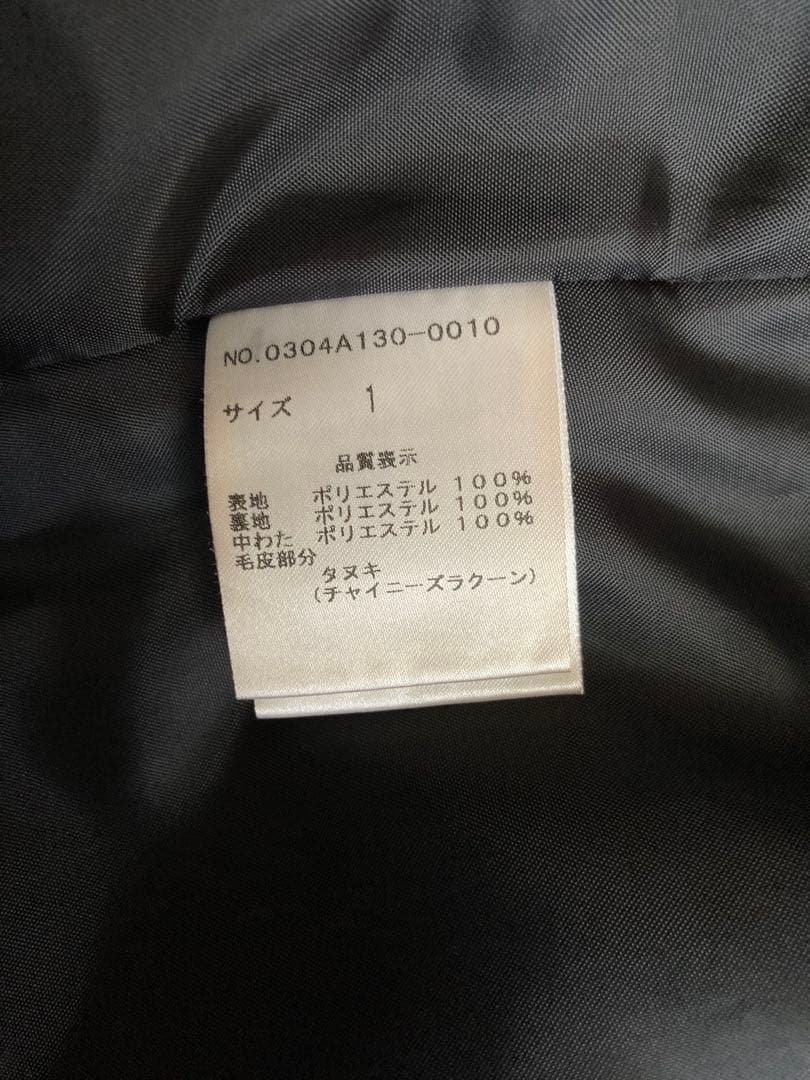 NO.0304A130-0010
サイズ 1
品質表示
表地 ポリエステル 100%
裏地 ポリエステル 100%
中わた ポリエステル 100%
毛皮部分
タヌキ
(チャイニーズラクーン)